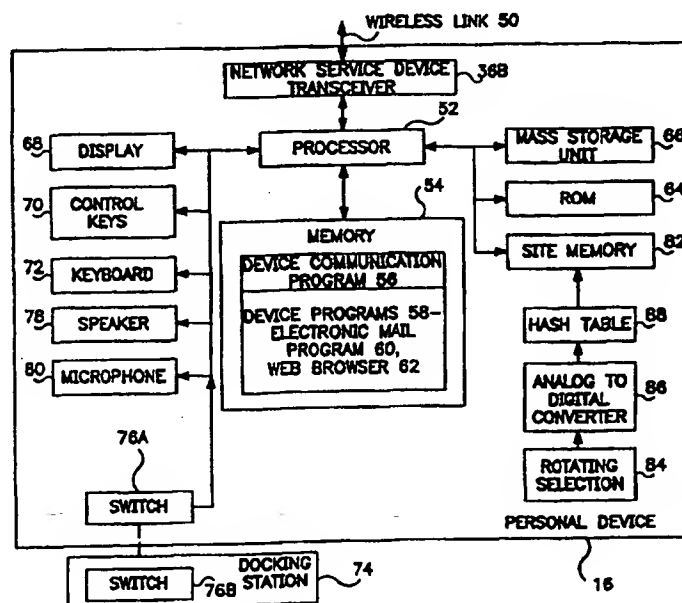 WIRELESS LINK 50
NETWORK SERVICE DEVICE
TRANSCEIVER
36B
52
68
DISPLAY
PROCESSOR
MASS STORAGE
UNIT
66
70
CONTROL
KEYS
54
ROM
64
MEMORY
SITE MEMORY
82
72
KEYBOARD
DEVICE COMMUNICATION
PROGRAM 56
78
SPEAKER
DEVICE PROGRAMS 58-
ELECTRONIC MAIL
PROGRAM 60,
WEB BROWSER 62
HASH TABLE
88
80
MICROPHONE
ANALOG TO
DIGITAL
CONVERTER
86
76A
ROTATING
SELECTION
84
SWITCH
PERSONAL DEVICE
DOCKING
STATION
74
16
SWITCH
76B